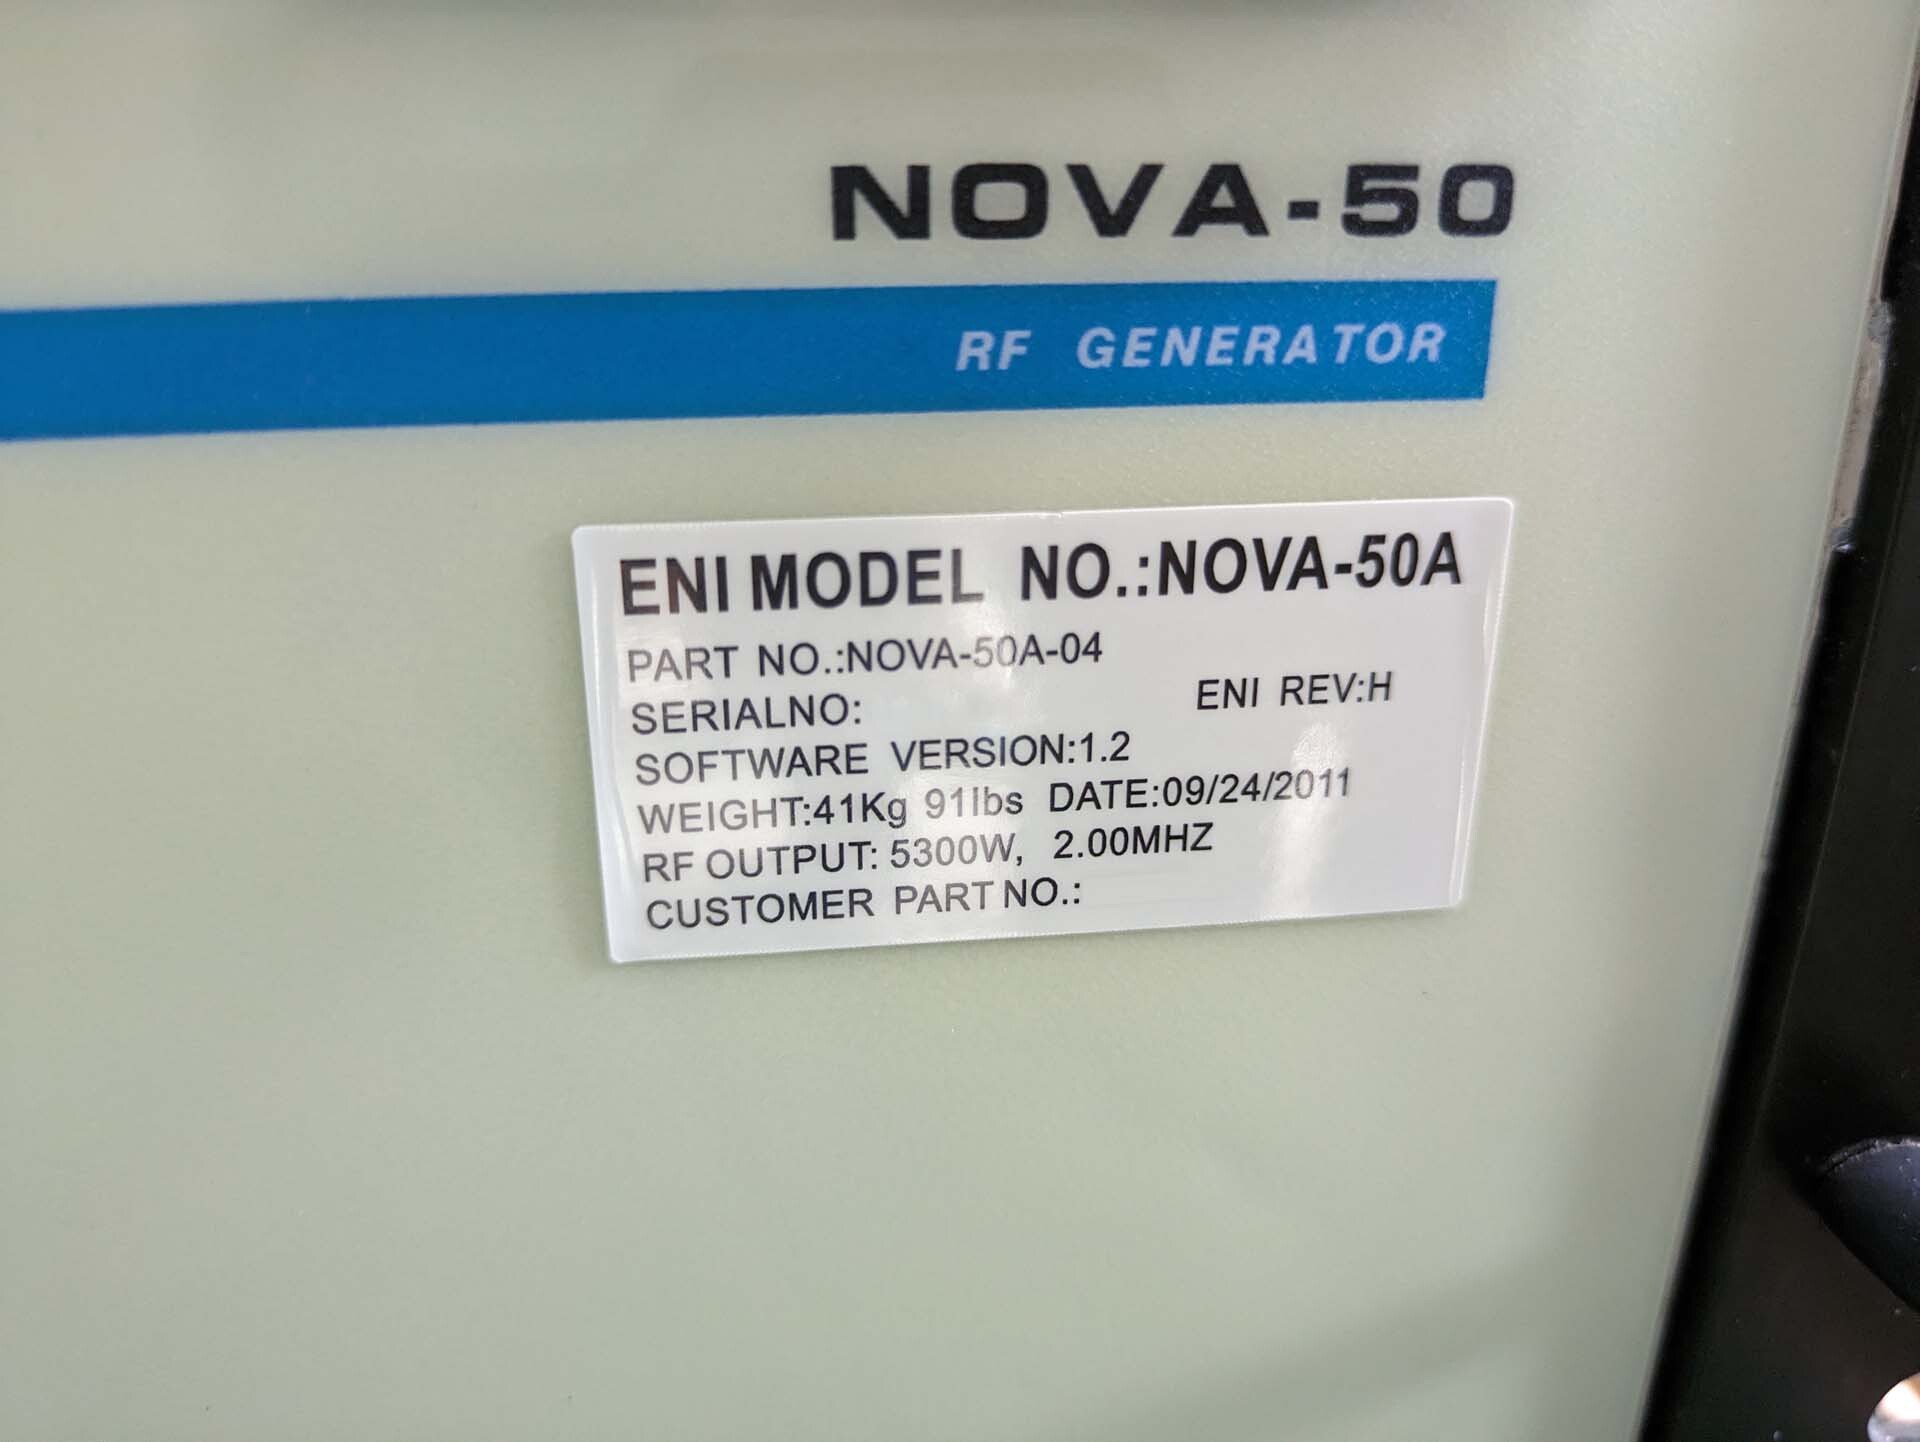 NOVA-50
RF GENERATOR
ENI MODEL NO.:NOVA-50A
PART NO.:NOVA-50A-04
SERIALNO:
ENI REV:H
SOFTWARE VERSION:1.2
WEIGHT:41Kg 91lbs DATE:09/24/2011
RF OUTPUT: 5300W, 2.00MHZ
CUSTOMER PART NO.: